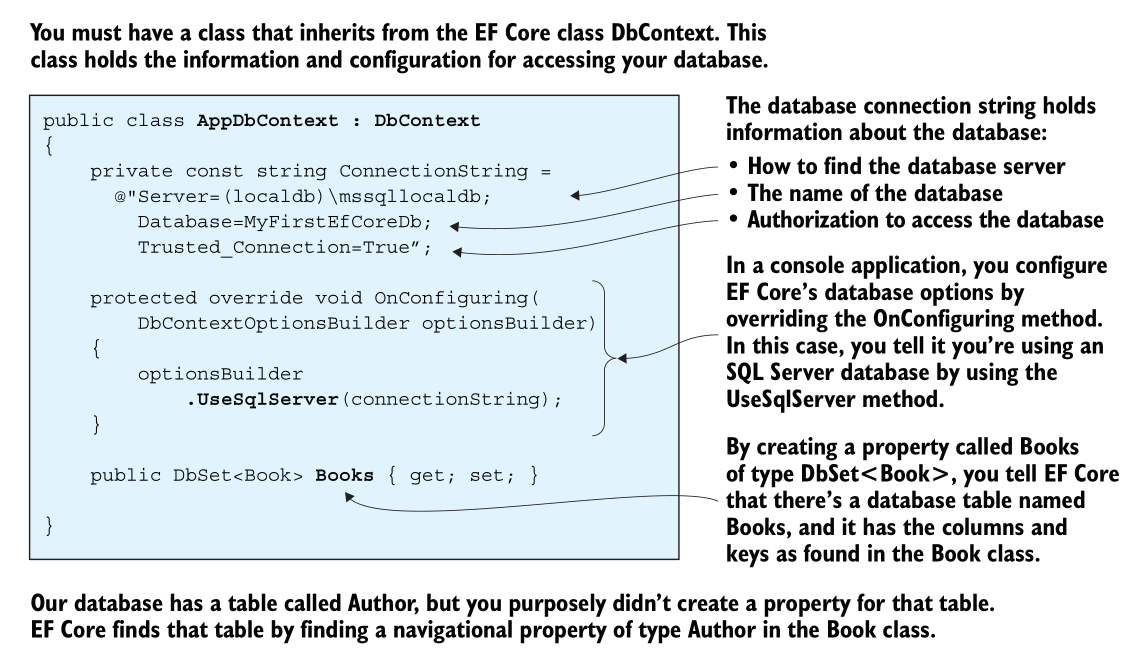 You must have a class that inherits from the EF Core class DbContext. This
class holds the information and configuration for accessing your database.
public class AppDbContext : DbContext
{
    private const string ConnectionString =
      @"Server=(localdb)\mssqllocaldb;
        Database=MyFirstEfCoreDb;
        Trusted_Connection=True”;
    protected override void OnConfiguring(
        DbContextOptionsBuilder optionsBuilder)
    {
        optionsBuilder
            .UseSqlServer(connectionString);
    }
    public DbSet<Book> Books { get; set; }
}
The database connection string holds
information about the database:
• How to find the database server
• The name of the database
• Authorization to access the database
In a console application, you configure
EF Core’s database options by
overriding the OnConfiguring method.
In this case, you tell it you’re using an
SQL Server database by using the
UseSqlServer method.
By creating a property called Books
of type DbSet<Book>, you tell EF Core
that there’s a database table named
Books, and it has the columns and
keys as found in the Book class.
Our database has a table called Author, but you purposely didn’t create a property for that table.
EF Core finds that table by finding a navigational property of type Author in the Book class.